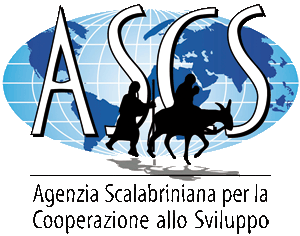 ASCS
Agenzia Scalabriniana per la
Cooperazione allo Sviluppo